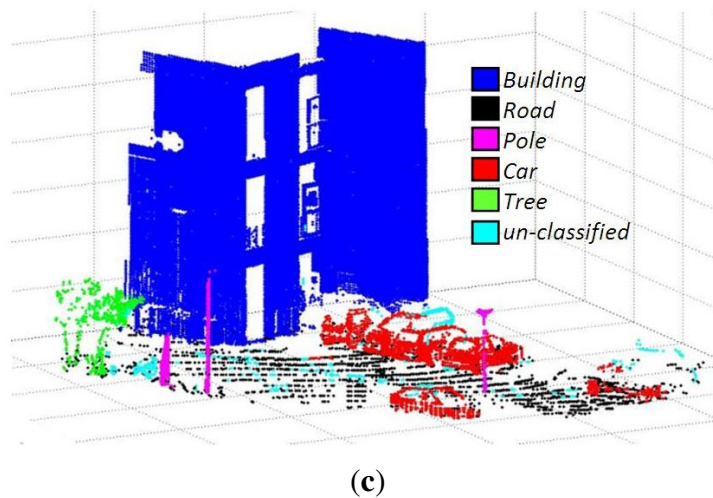 Building
Road
Pole
Car
Tree
un-classified
(c)